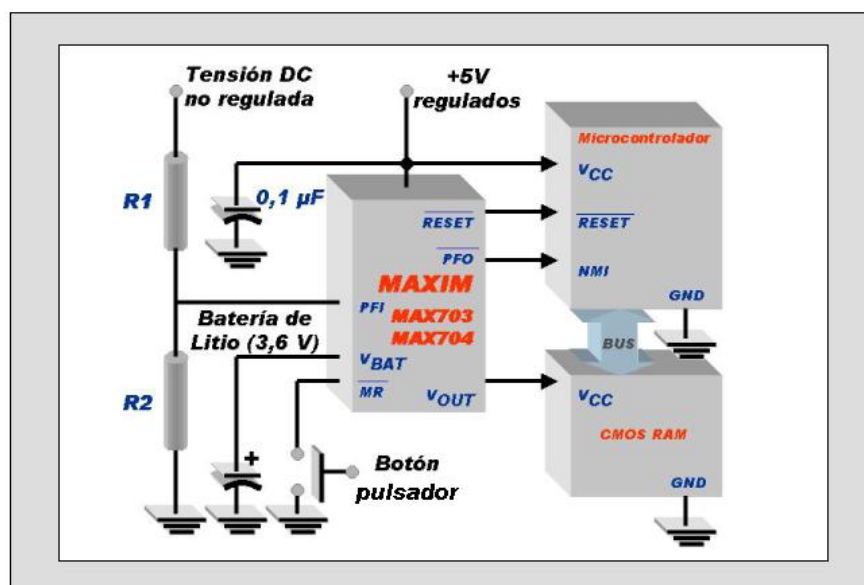 Tensión DC
no regulada
+5V
regulados
Microcontrolador
VCC
R1
0,1 µF
RESET
RESET
PFO
NMI
MAXIM
GND
PFI
MAX703
Batería de
Litio (3,6 V)
MAX704
BUS
VBAT
R2
MR
VOUT
VCC
CMOS RAM
+
Botón
pulsador
GND